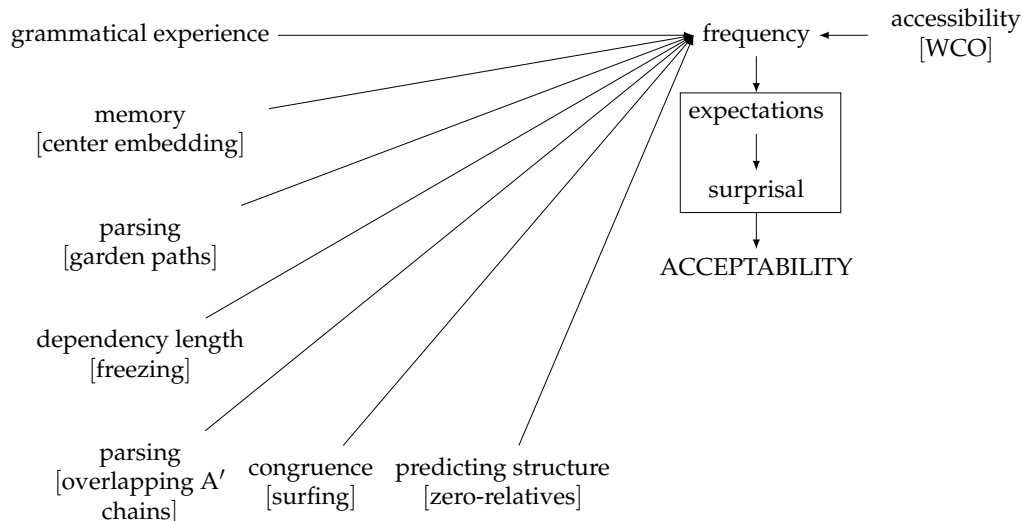 grammatical experience
frequency
accessibility
[WCO]
memory
[center embedding]
expectations
surprisal
parsing
[garden paths]
ACCEPTABILITY
dependency length
[freezing]
parsing
[overlapping A′
chains]
congruence
[surfing]
predicting structure
[zero-relatives]